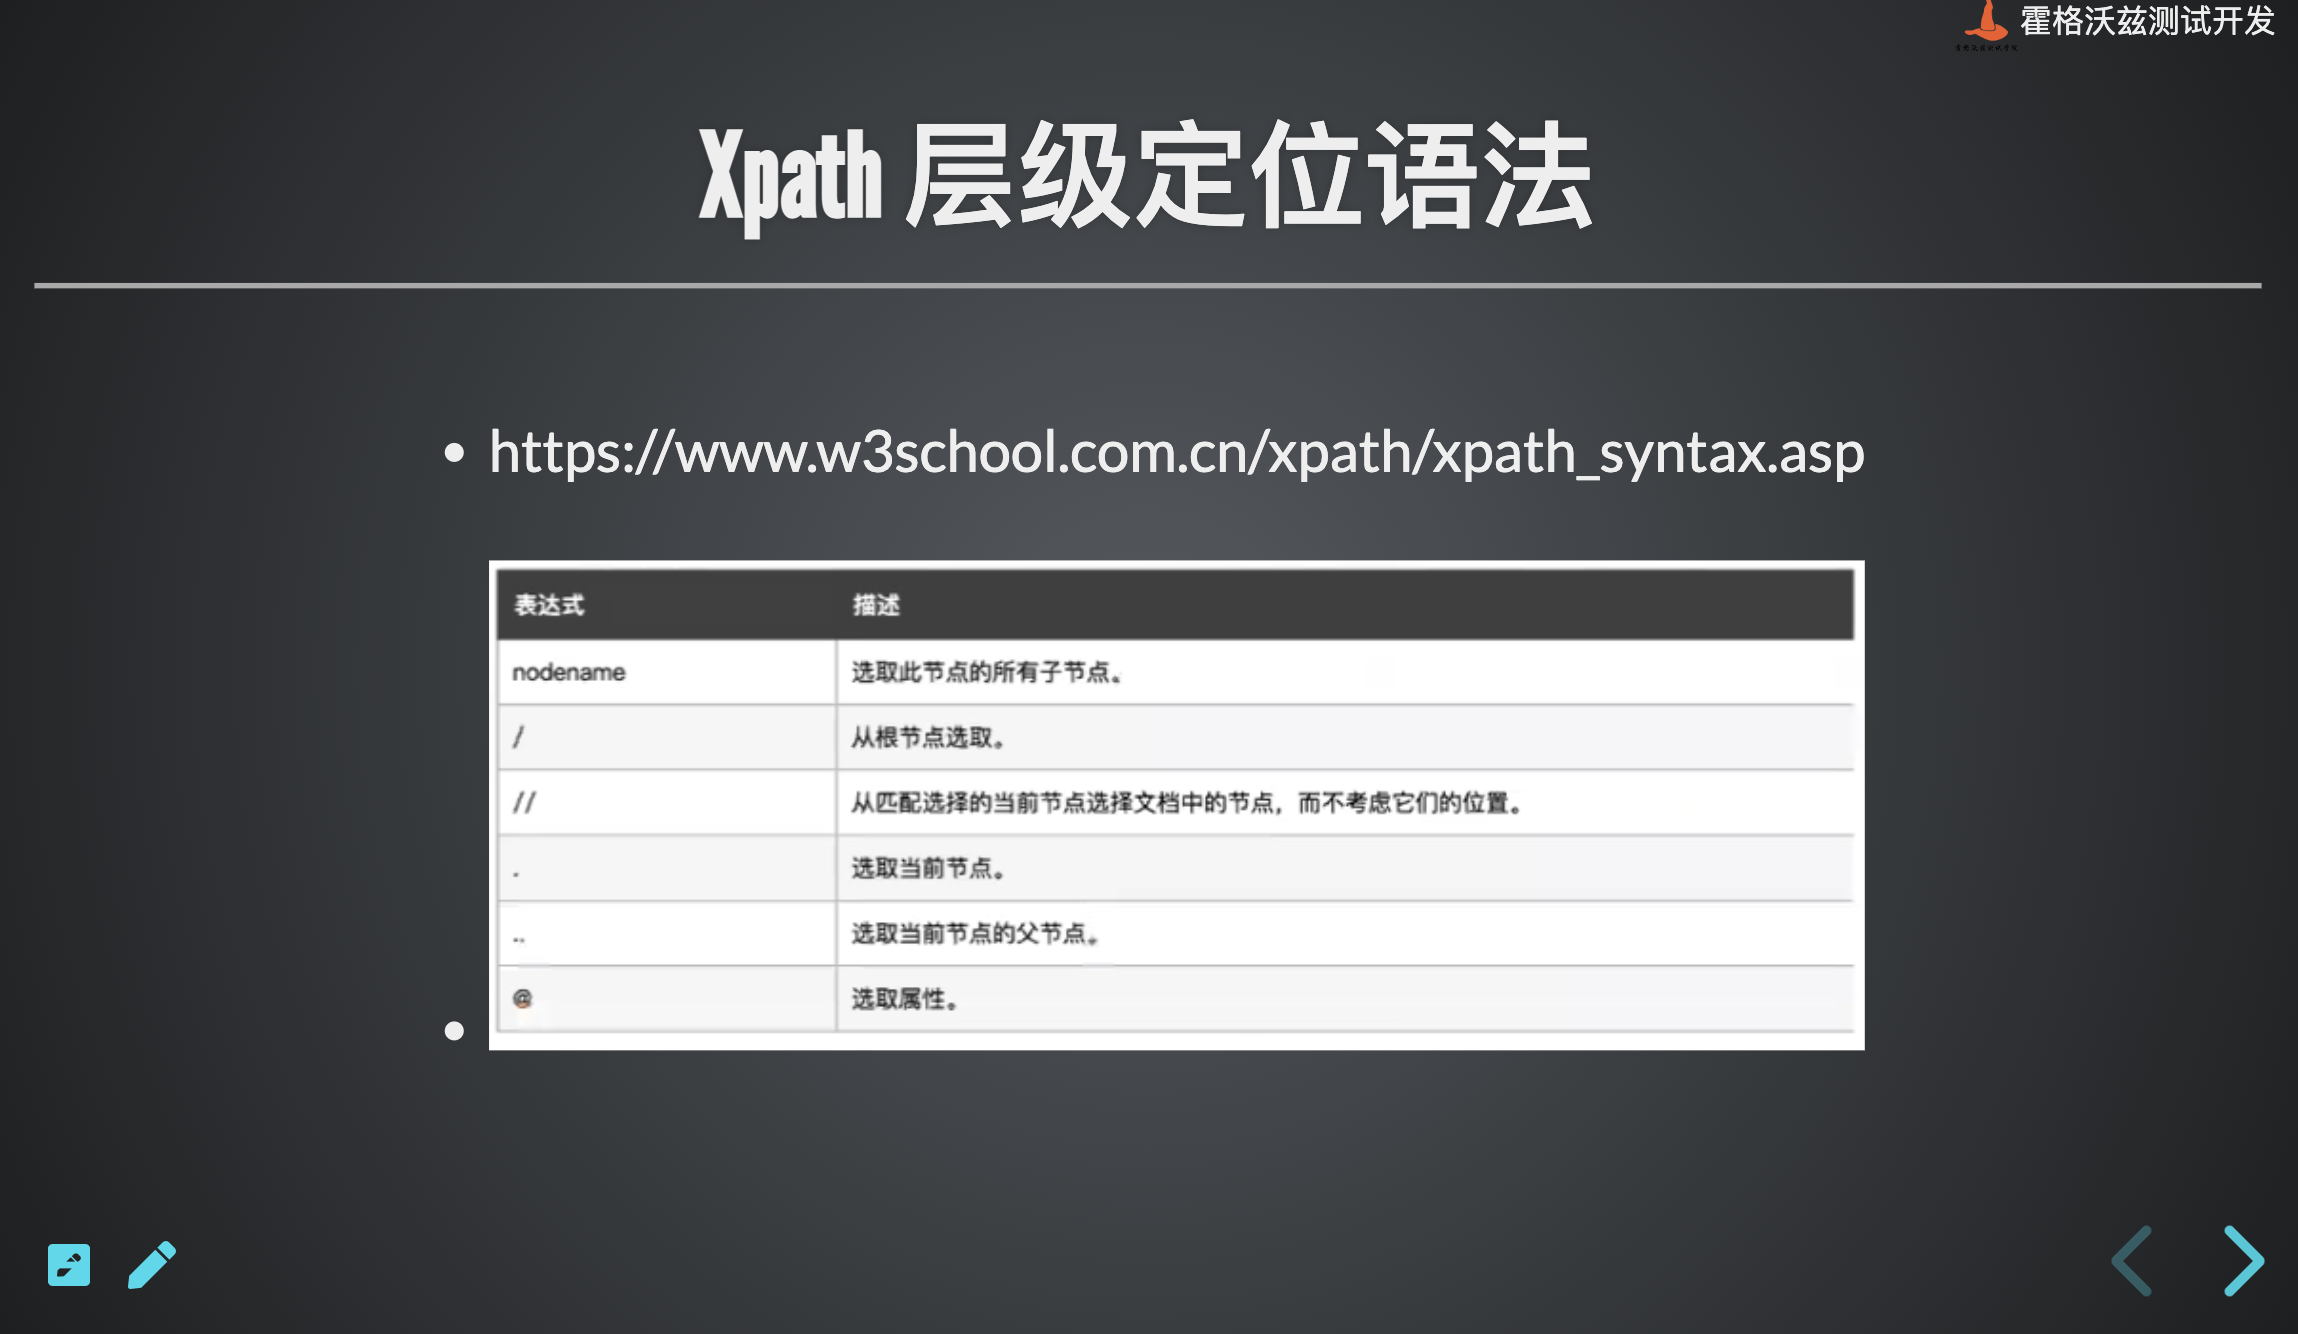 霍格沃兹测试开发
Xpath 层级定位语法
https://www.w3school.com.cn/xpath/xpath_syntax.asp
表达式 描述
nodename 选取此节点的所有子节点。
/ 从根节点选取。
// 从匹配选择的当前节点选择文档中的节点，而不考虑它们的位置。
. 选取当前节点。
.. 选取当前节点的父节点。
@ 选取属性。